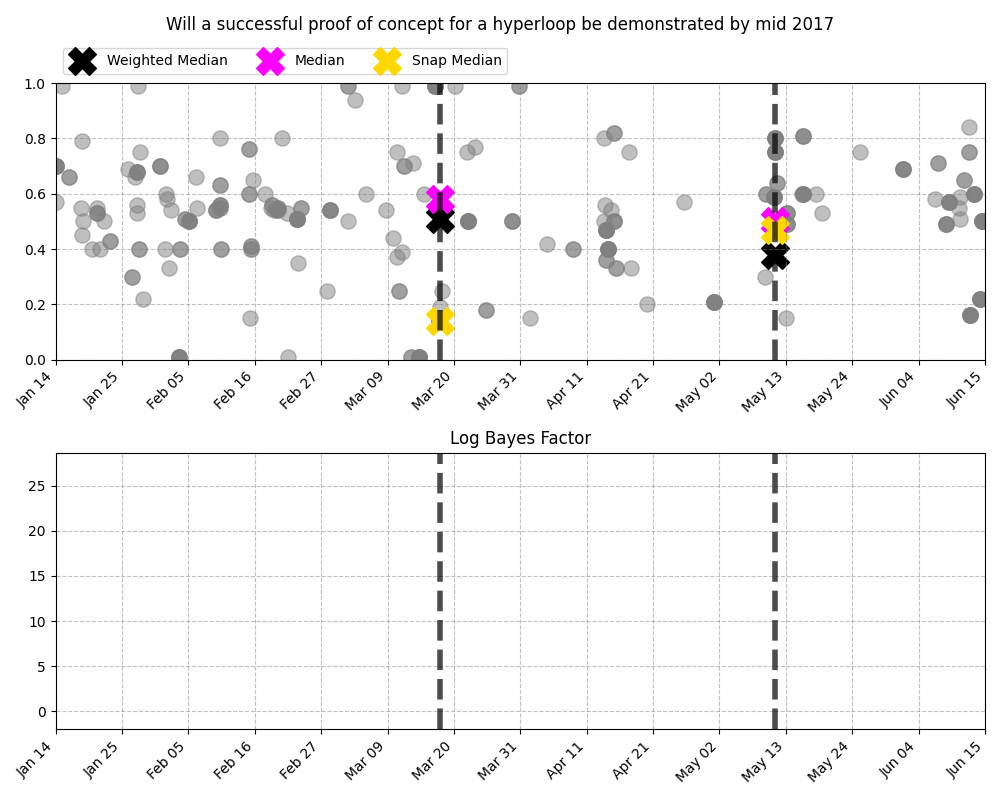 Will a successful proof of concept for a hyperloop be demonstrated by mid 2017
Weighted Median Median Snap Median
1.0
0.8
0.6
0.4
0.2
0.0
Jan 14 Jan 25 Feb 05 Feb 16 Feb 27 Mar 09 Mar 20 Mar 31 Apr 11 Apr 21 May 02 May 13 May 24 Jun 04 Jun 15
Log Bayes Factor
25
20
15
10
5
0
Jan 14 Jan 25 Feb 05 Feb 16 Feb 27 Mar 09 Mar 20 Mar 31 Apr 11 Apr 21 May 02 May 13 May 24 Jun 04 Jun 15